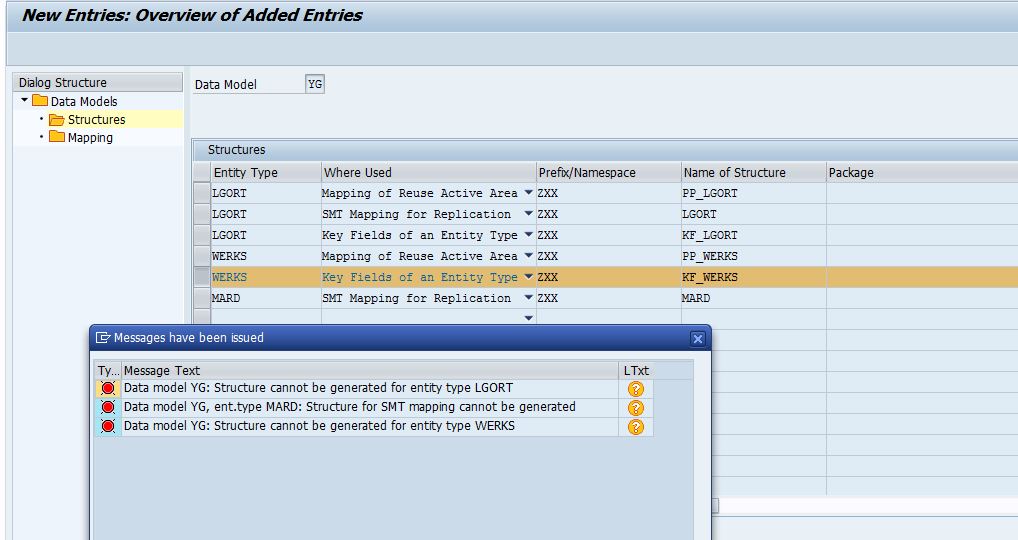 New Entries: Overview of Added Entries
Dialog Structure
Data Models
Structures
Mapping
Data Model YG
Structures
Entity Type Where Used Prefix/Namespace Name of Structure Package
LGORT Mapping of Reuse Active Area ZXX PP_LGORT
LGORT SMT Mapping for Replication ZXX LGORT
LGORT Key Fields of an Entity Type ZXX KF_LGORT
WERKS Mapping of Reuse Active Area ZXX PP_WERKS
WERKS Key Fields of an Entity Type ZXX KF_WERKS
MARD SMT Mapping for Replication ZXX MARD
Messages have been issued
Ty... Message Text LTxt
Data model YG: Structure cannot be generated for entity type LGORT
Data model YG, ent.type MARD: Structure for SMT mapping cannot be generated
Data model YG: Structure cannot be generated for entity type WERKS